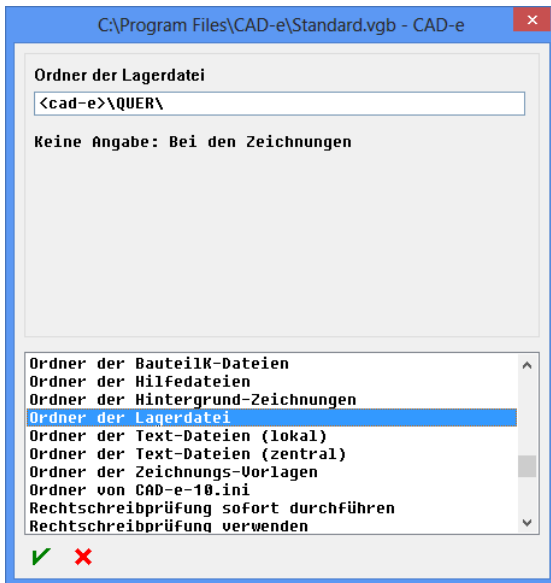 C:\Program Files\CAD-e\Standard.vgb - CAD-e
Ordner der Lagerdatei
<cad-e>\QUER\
Keine Angabe: Bei den Zeichnungen
Ordner der BauteilK-Dateien
Ordner der Hilfedateien
Ordner der Hintergrund-Zeichnungen
Ordner der Lagerdatei
Ordner der Text-Dateien (lokal)
Ordner der Text-Dateien (zentral)
Ordner der Zeichnungs-Vorlagen
Ordner von CAD-e-10.ini
Rechtschreibprüfung sofort durchführen
Rechtschreibprüfung verwenden